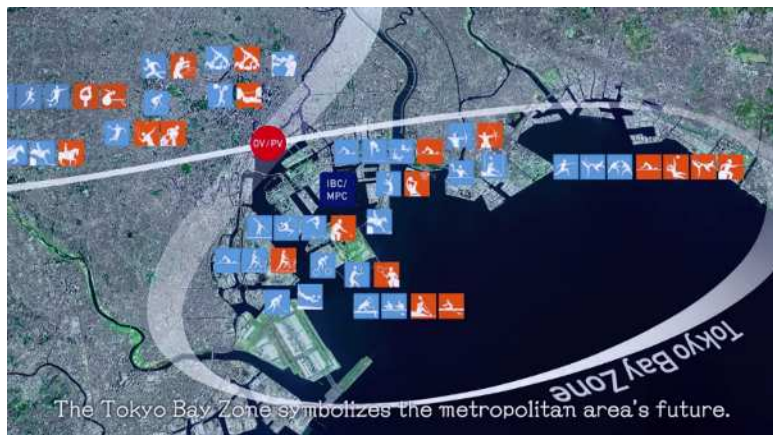 OV/PV
IBC/
MPC
Tokyo Bay Zone
The Tokyo Bay Zone symbolizes the metropolitan area's future.